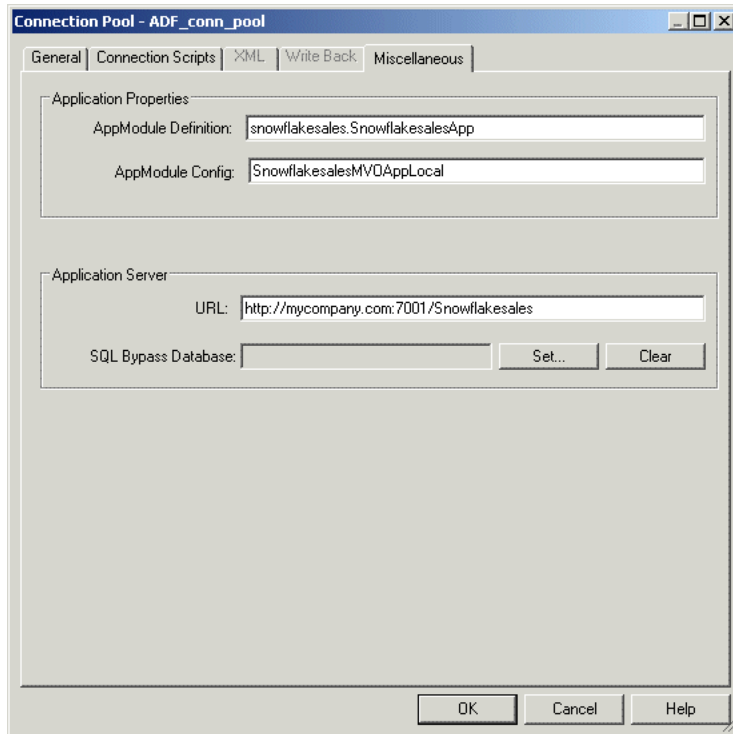 Connection Pool - ADF_conn_pool
General Connection Scripts XML Write Back Miscellaneous
Application Properties
AppModule Definition: snowflakesales.SnowflakesalesApp
AppModule Config: SnowflakesalesMVOAppLocal
Application Server
URL: http://mycompany.com:7001/Snowflakesales
SQL Bypass Database: Set... Clear
OK Cancel Help